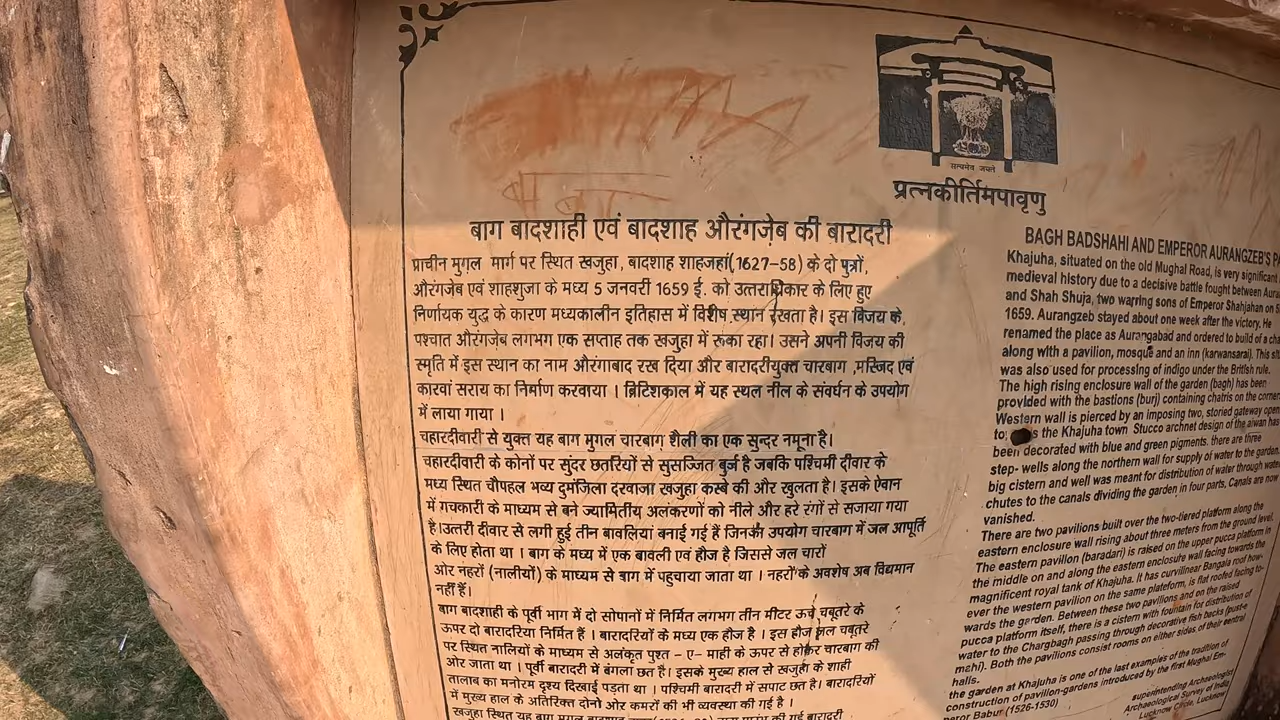 सत्यमेव जयते
प्रत्नकीर्तिमपावृणु
बाग बादशाही एवं बादशाह औरंगज़ेब की बारादरी
प्राचीन मुगल मार्ग पर स्थित खजुहा, बादशाह शाहजहां(1627–58) के दो पुत्रों,
औरंगजेब एवं शाहशुजा के मध्य 5 जनवरी 1659 ई. को उत्तराधिकार के लिए हुए
निर्णायक युद्ध के कारण मध्यकालीन इतिहास में विशेष स्थान रखता है। इस विजय के,
पश्चात औरंगजेब लगभग एक सप्ताह तक खजुहा में रूका रहा। उसने अपनी विजय की
स्मृति में इस स्थान का नाम औरंगाबाद रख दिया और बारादरीयुक्त चारबाग ,मस्जिद एवं
कारवां सराय का निर्माण करवाया । ब्रिटिशकाल में यह स्थल नील के संवर्धन के उपयोग
में लाया गया ।
चहारदीवारी से युक्त यह बाग मुगल चारबाग़ शैली का एक सुन्दर नमूना है।
चहारदीवारी के कोनों पर सुंदर छतरियों से सुसज्जित बुर्ज है जबकि पश्चिमी दीवार के
मध्य स्थित चौपहल भव्य दुमंजिला दरवाजा खजुहा कस्बे की और खुलता है। इसके ऐवान
में गचकारी के माध्यम से बने ज्यामितीय अलंकरणों को नीले और हरे रंगों से सजाया गया
है।उत्तरी दीवार से लगी हुई तीन बावलियां बनाई गई हैं जिनका उपयोग चारबाग में जल आपूर्ति
के लिए होता था । बाग के मध्य में एक बावली एवं हौज है जिससे जल चारों
ओर नहरों (नालीयों) के माध्यम से बाग में पहुचाया जाता था । नहरों के अवशेष अब विद्यमान
नहीं हैं।
बाग बादशाही के पूर्वी भाग में दो सोपानों में निर्मित लगभग तीन मीटर ऊचे चबूतरे के
ऊपर दो बारादरिया निर्मित हैं । बारादरियों के मध्य एक हौज है । इस हौज जल चबूतरे
पर स्थित नालियों के माध्यम से अलंकृत पुश्त - ए - माही के ऊपर से होकर चारबाग की
ओर जाता था । पूर्वी बारादरी में बंगला छत है। इसके मुख्य हाल से खजुहा के शाही
तालाब का मनोरम दृश्य दिखाई पड़ता था । पश्चिमी बारादरी में सपाट छत है। बारादरियों
में मुख्य हाल के अतिरिक्त दोनो ओर कमरों की भी व्यवस्था की गई है ।
खजुहा स्थित यह बाग मुगल
BAGH BADSHAHI AND EMPEROR AURANGZEB'S
Khajuha, situated on the old Mughal Road, is very significant
medieval history due to a decisive battle fought between
and Shah Shuja, two warring sons of Emperor Shahjahan on
1659. Aurangzeb stayed about one week after the victory. He
renamed the place as Aurangabad and ordered to build of a
along with a pavilion, mosque and an inn (karwansarai). This
was also used for processing of indigo under the British rule.
The high rising enclosure wall of the garden (bagh) has been
provided with the bastions (burj) containing chatris on the
Western wall is pierced by an imposing two, storied gateway
the Khajuha town. Stucco archnet design of the aiwan has
been decorated with blue and green pigments. there are three
step- wells along the northern wall for supply of water to the garden.
big cistern and well was meant for distribution of water through
chutes to the canals dividing the garden in four parts, Canals are now
vanished.
There are two pavilions built over the two-tiered platform along the
eastern enclosure wall rising about three meters from the ground level.
The eastern pavilion (baradari) is raised on the upper pucca platform in
the middle on and along the eastern enclosure wall facing towards the
magnificent royal tank of Khajuha. It has curvilinear Bangala roof how-
ever the western pavilion on the same plateform, is flat roofed facing to-
wards the garden. Between these two pavilions and on the raised
pucca platform itself, there is a cistern with fountain for distribution of
water to the Chargbagh passing through decorative fish backs (pust-e
mahi). Both the pavilions consist rooms on either sides of their central
halls.
the garden at Khajuha is one of the last examples of the tradition of
construction of pavilion-gardens introduced by the first Mughal Em-
peror Babur (1526-1530)
superintending Archaeologist
Archaeological Survey of India,
Lucknow Circle, Lucknow